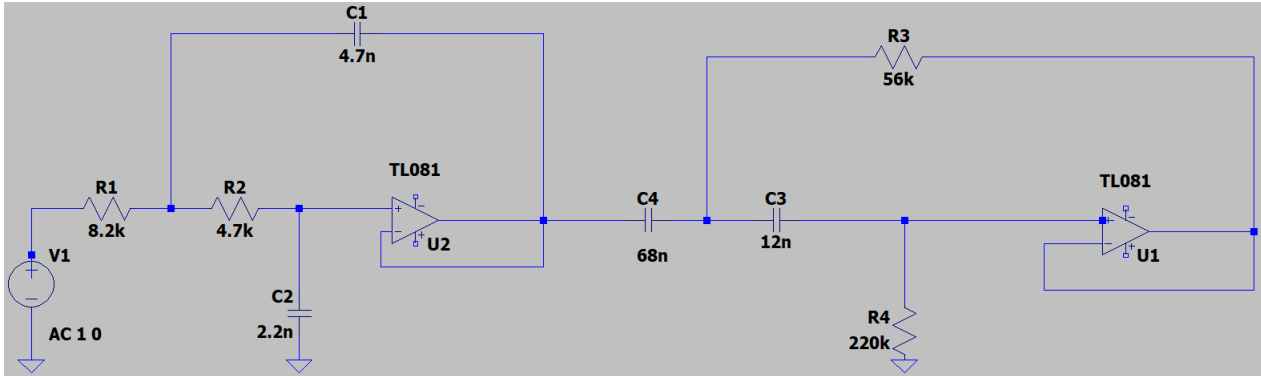 C1
4.7n
R3
56k
TL081
TL081
R1
8.2k
R2
4.7k
C4
68n
C3
12n
U2
U1
V1
AC 1 0
C2
2.2n
R4
220k